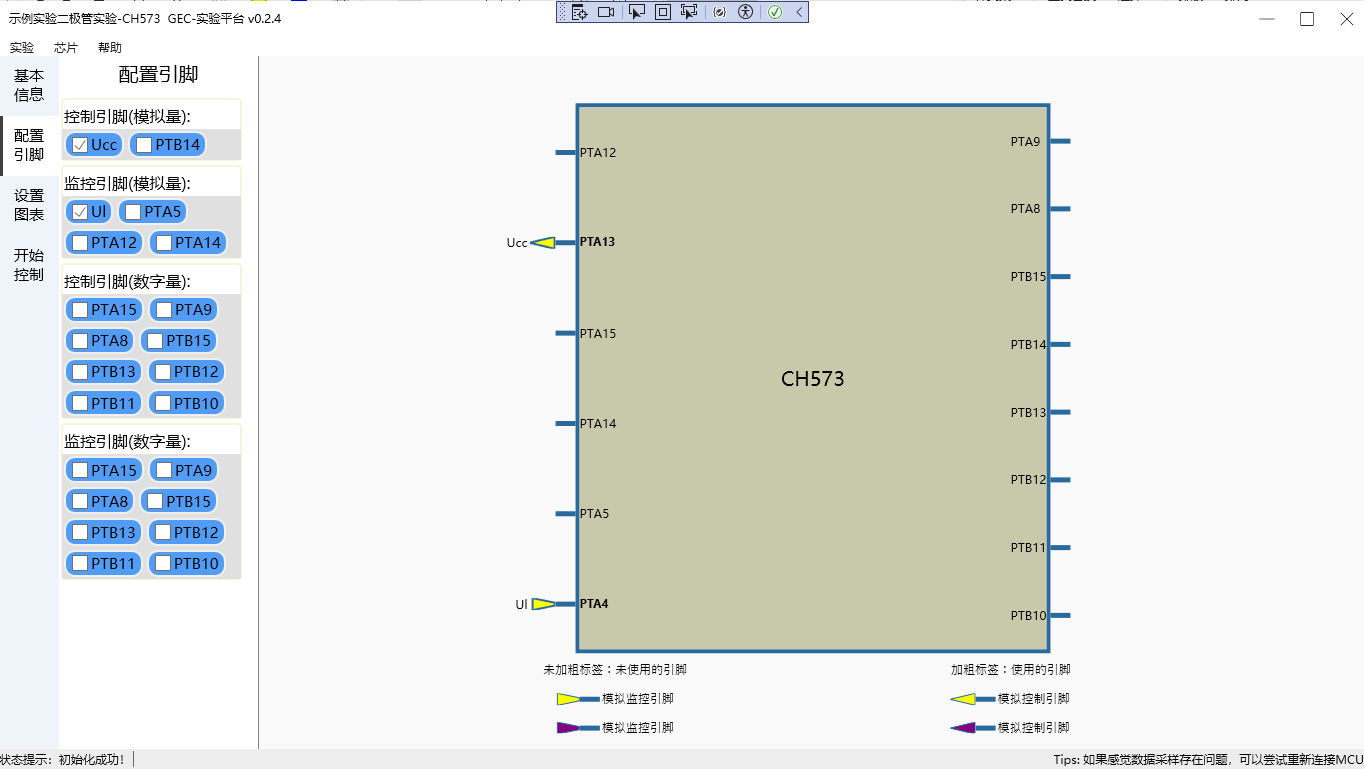 示例实验二极管实验-CH573 GEC-实验平台 v0.2.4
实验 芯片 帮助
基本
信息
配置
引脚
设置
图表
开始
控制
配置引脚
控制引脚(模拟量):
Ucc PTB14
监控引脚(模拟量):
Ul PTA5
PTA12 PTA14
控制引脚(数字量):
PTA15 PTA9
PTA8 PTB15
PTB13 PTB12
PTB11 PTB10
监控引脚(数字量):
PTA15 PTA9
PTA8 PTB15
PTB13 PTB12
PTB11 PTB10
PTA12
Ucc PTA13
PTA15
PTA14
PTA5
Ul PTA4
CH573
PTA9
PTA8
PTB15
PTB14
PTB13
PTB12
PTB11
PTB10
未加粗标签：未使用的引脚
模拟监控引脚
模拟监控引脚
加粗标签：使用的引脚
模拟控制引脚
模拟控制引脚
状态提示: 初始化成功!
Tips: 如果感觉数据采样存在问题，可以尝试重新连接MCU